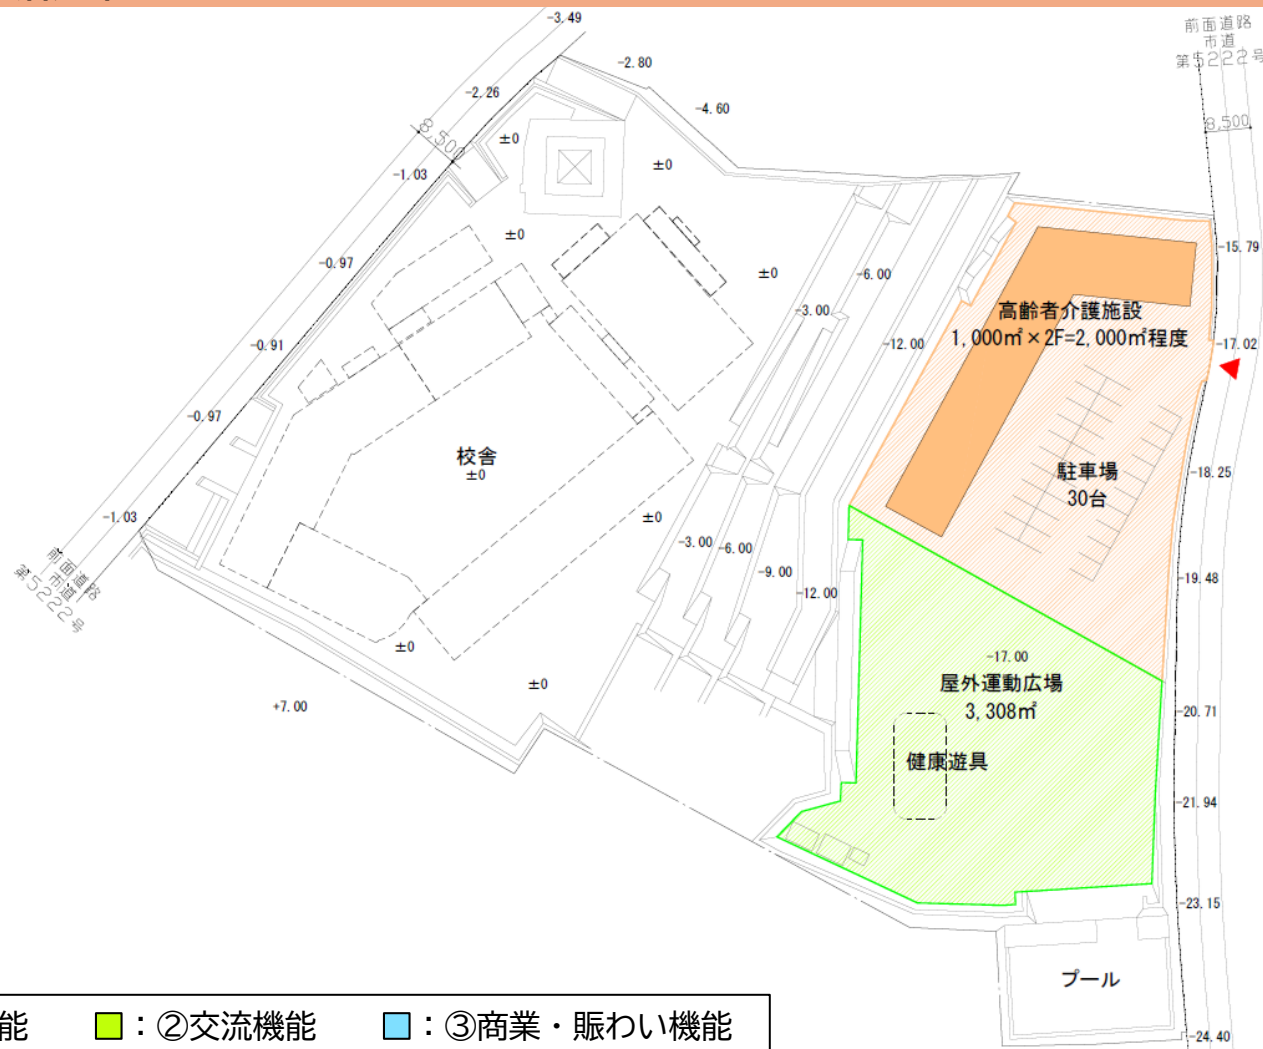 -3.49
前面道路
市道
第5222号
-2.80
-2.26
-4.60
8,500
8,500
±0
-1.03
±0
±0
-15.79
-0.97
±0
-6.00
-3.00
高齢者介護施設
1,000㎡×2F=2,000㎡程度
-12.00
-17.02
-0.91
-0.97
校舎
±0
駐車場
30台
-18.25
-1.03
±0
-3.00
-6.00
-9.00
-12.00
-19.48
前面道路
市道
第5222号
±0
-17.00
屋外運動広場
3,308㎡
±0
+7.00
-20.71
健康遊具
-21.94
-23.15
プール
能 ：②交流機能 ：③商業・賑わい機能
-24.40